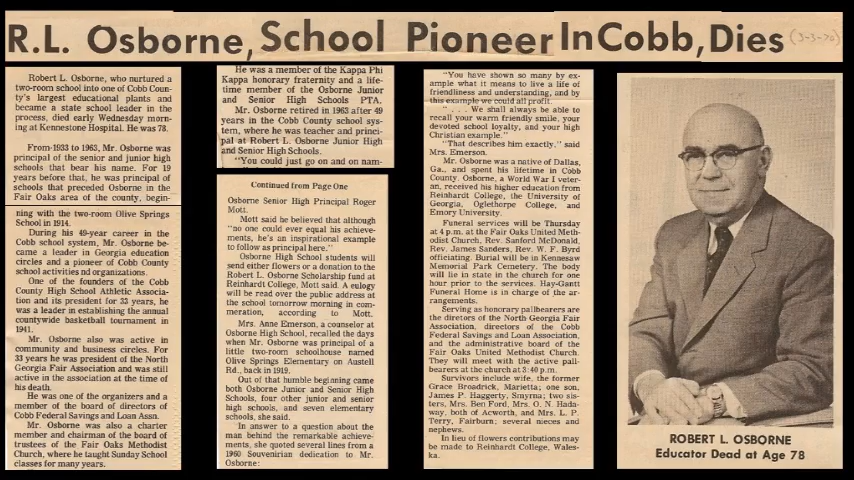 R.L. Osborne, School Pioneer In Cobb, Dies
(3-3-70)
Robert L. Osborne, who nurtured a
two-room school into one of Cobb Coun-
ty's largest educational plants and
became a state school leader in the
process, died early Wednesday morn-
ing at Kennestone Hospital. He was 78.
From 1933 to 1963, Mr. Osborne was
principal of the senior and junior high
schools that bear his name. For 19
years before that, he was principal of
schools that preceded Osborne in the
Fair Oaks area of the county, begin-
ning with the two-room Olive Springs
School in 1914.
During his 49-year career in the
Cobb school system, Mr. Osborne be-
came a leader in Georgia education
circles and a pioneer of Cobb County
school activities nd organizations.
One of the founders of the Cobb
County High School Athletic Associa-
tion and its president for 33 years, he
was a leader in establishing the annual
countywide basketball tournament in
1941.
Mr. Osborne also was active in
community and business circles. For
33 years he was president of the North
Georgia Fair Association and was still
active in the association at the time of
his death.
He was one of the organizers and a
member of the board of directors of
Cobb Federal Savings and Loan Assn.
Mr. Osborne was also a charter
member and chairman of the board of
trustees of the Fair Oaks Methodist
Church, where he taught Sunday School
classes for many years.
He was a member of the Kappa Phi
Kappa honorary fraternity and a life-
time member of the Osborne Junior
and Senior High Schools PTA.
Mr. Osborne retired in 1963 after 49
years in the Cobb County school sys-
tem, where he was teacher and princi-
pal at Robert L. Osborne Junior High
and Senior High Schools.
"You could just go on and on nam-
Continued from Page One
Osborne Senior High Principal Roger
Mott.
Mott said he believed that although
"no one could ever equal his achieve-
ments, he's an inspirational example
to follow as principal here."
Osborne High School students will
send either flowers or a donation to the
Robert L. Osborne Scholarship fund at
Reinhardt College, Mott said. A eulogy
will be read over the public address at
the school tomorrow morning in com-
meration, according to Mott.
Mrs. Anne Emerson, a counselor at
Osborne High School, recalled the days
when Mr. Osborne was principal of a
little two-room schoolhouse named
Olive Springs Elementary on Austell
Rd., back in 1919.
Out of that humble beginning came
both Osborne Junior and Senior High
Schools, four other junior and senior
high schools, and seven elementary
schools, she said.
In answer to a question about the
man behind the remarkable achieve-
ments, she quoted several lines from a
1960 Souvenirian dedication to Mr.
Osborne:
"You have shown so many by ex-
ample what it means to live a life of
friendliness and understanding, and by
this example we could all profit.
". . . We shall always be able to
recall your warm friendly smile, your
devoted school loyalty, and your high
Christian example."
"That describes him exactly," said
Mrs. Emerson.
Mr. Osborne was a native of Dallas,
Ga., and spent his lifetime in Cobb
County. Osborne, a World War I veter-
an, received his higher education from
Reinhardt College, the University of
Georgia, Oglethorpe College, and
Emory University.
Funeral services will be Thursday
at 4 p.m. at the Fair Oaks United Meth-
odist Church, Rev. Sanford McDonald,
Rev. James Sanders, Rev. W. F. Byrd
officiating. Burial will be in Kennesaw
Memorial Park Cemetery. The body
will lie in state in the church for one
hour prior to the services. Hay-Gantt
Funeral Home is in charge of the ar-
rangements.
Serving as honorary pallbearers are
the diretors of the North Georgia Fair
Association, directors of the Cobb
Federal Savings and Loan Association,
and the administrative board of the
Fair Oaks United Methodist Church.
They will meet with the active pall-
bearers at the church at 3:40 p.m.
Survivors include wife, the former
Grace Broadrick, Marietta; one son,
James P. Haggerty, Smyrna; two sis-
ters, Mrs. Ben Ford, Mrs. O. N. Hada-
way, both of Acworth, and Mrs. L. P.
Terry, Fairburn; several nieces and
nephews.
In lieu of flowers contributions may
be made to Reinhardt College, Wales-
ka.
ROBERT L. OSBORNE
Educator Dead at Age 78